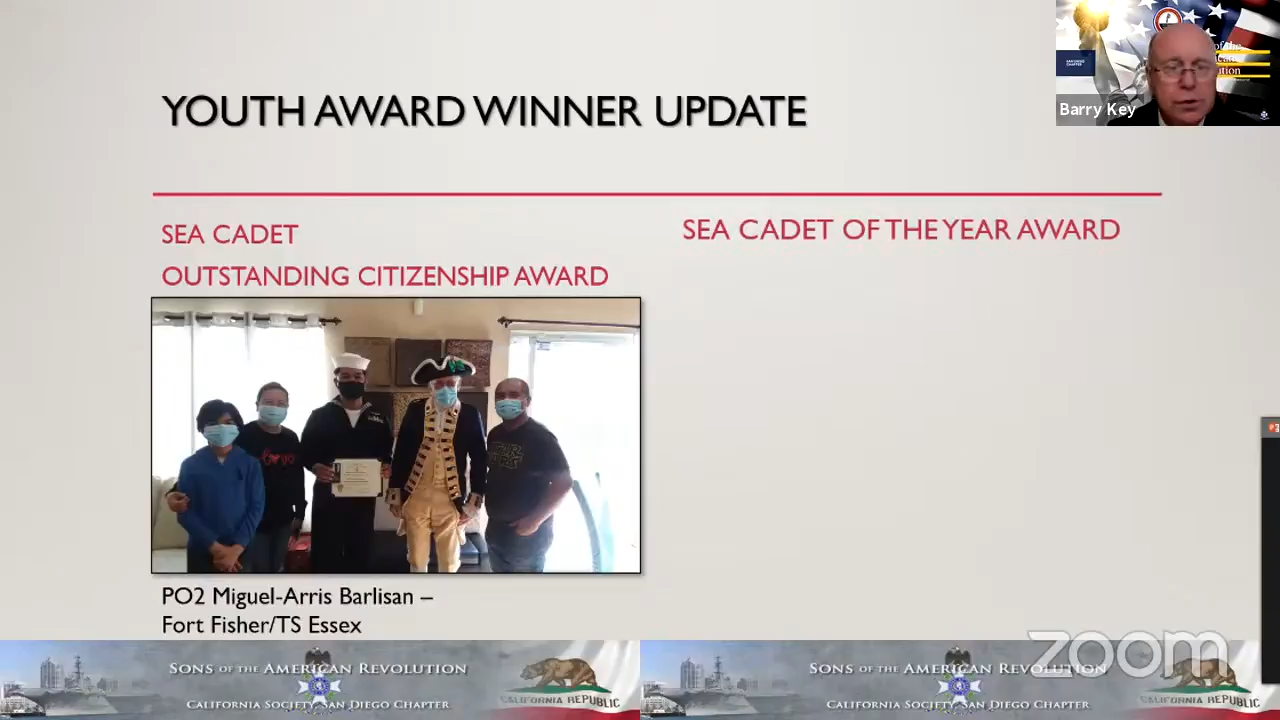 YOUTH AWARD WINNER UPDATE
Barry Key
SEA CADET
OUTSTANDING CITIZENSHIP AWARD
SEA CADET OF THE YEAR AWARD
PO2 Miguel-Arris Barlisan –
Fort Fisher/TS Essex
SONS OF THE AMERICAN REVOLUTION
CALIFORNIA SOCIETY SAN DIEGO CHAPTER
CALIFORNIA REPUBLIC
SONS OF THE AMERICAN REVOLUTION
CALIFORNIA SOCIETY SAN DIEGO CHAPTER
CALIFORNIA REPUBLIC
zoom